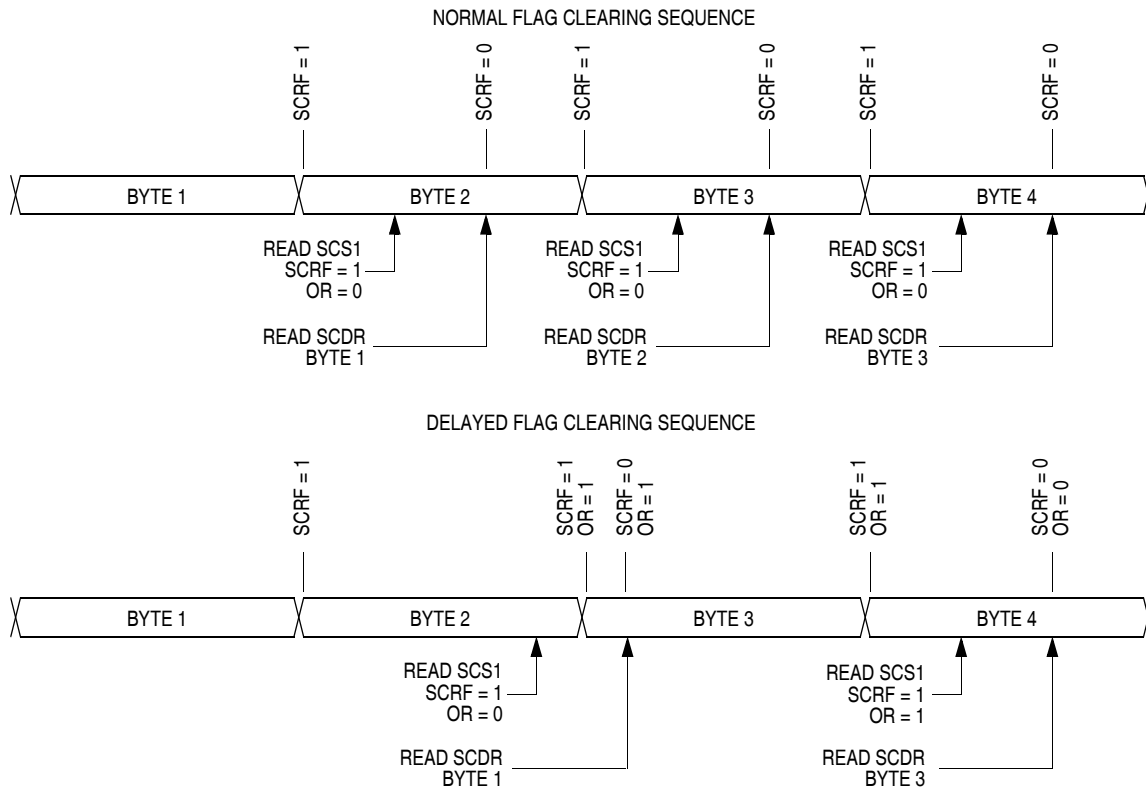 NORMAL FLAG CLEARING SEQUENCE
SCRF = 1
SCRF = 0
SCRF = 1
SCRF = 0
SCRF = 1
SCRF = 0
BYTE 1
BYTE 2
BYTE 3
BYTE 4
READ SCS1
SCRF = 1
OR = 0
READ SCS1
SCRF = 1
OR = 0
READ SCS1
SCRF = 1
OR = 0
READ SCDR
BYTE 1
READ SCDR
BYTE 2
READ SCDR
BYTE 3
DELAYED FLAG CLEARING SEQUENCE
SCRF = 1
SCRF = 1
OR = 1
SCRF = 0
OR = 1
SCRF = 1
OR = 1
SCRF = 0
OR = 0
BYTE 1
BYTE 2
BYTE 3
BYTE 4
READ SCS1
SCRF = 1
OR = 0
READ SCS1
SCRF = 1
OR = 1
READ SCDR
BYTE 1
READ SCDR
BYTE 3